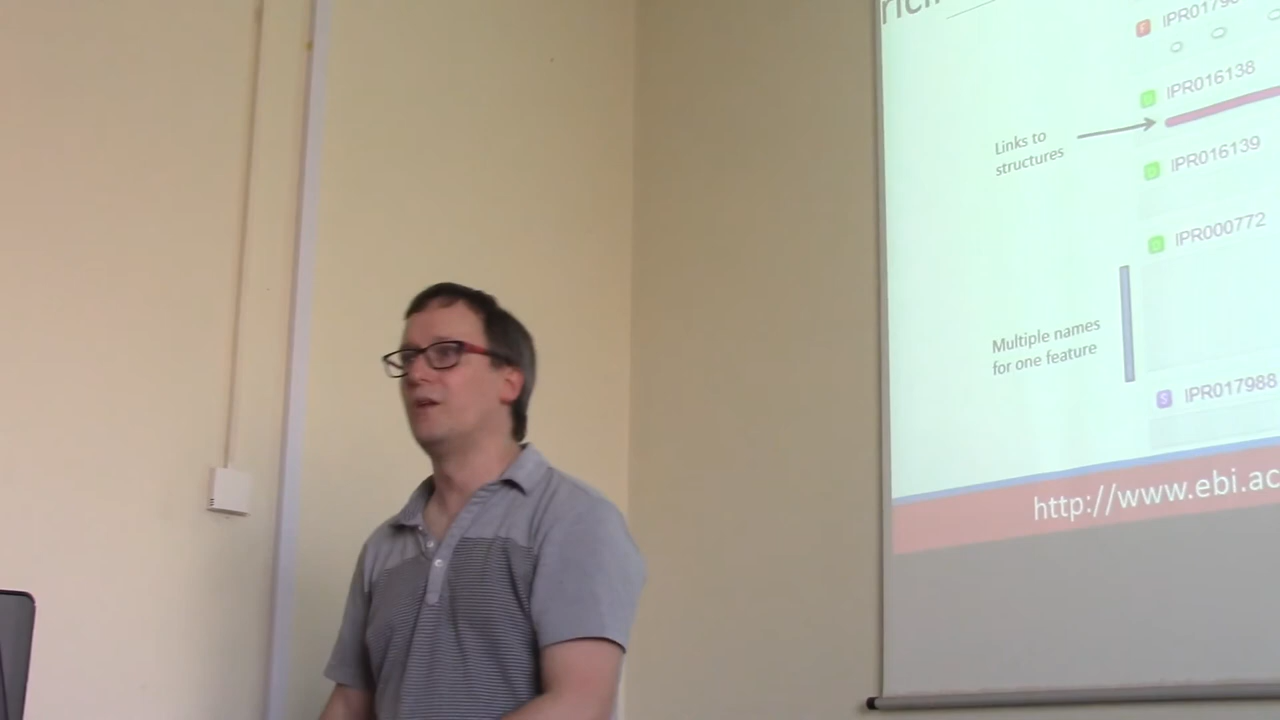 IPR016138
Links to
structures
IPR016139
IPR000772
Multiple names
for one feature
IPR017988
http://www.ebi.ac